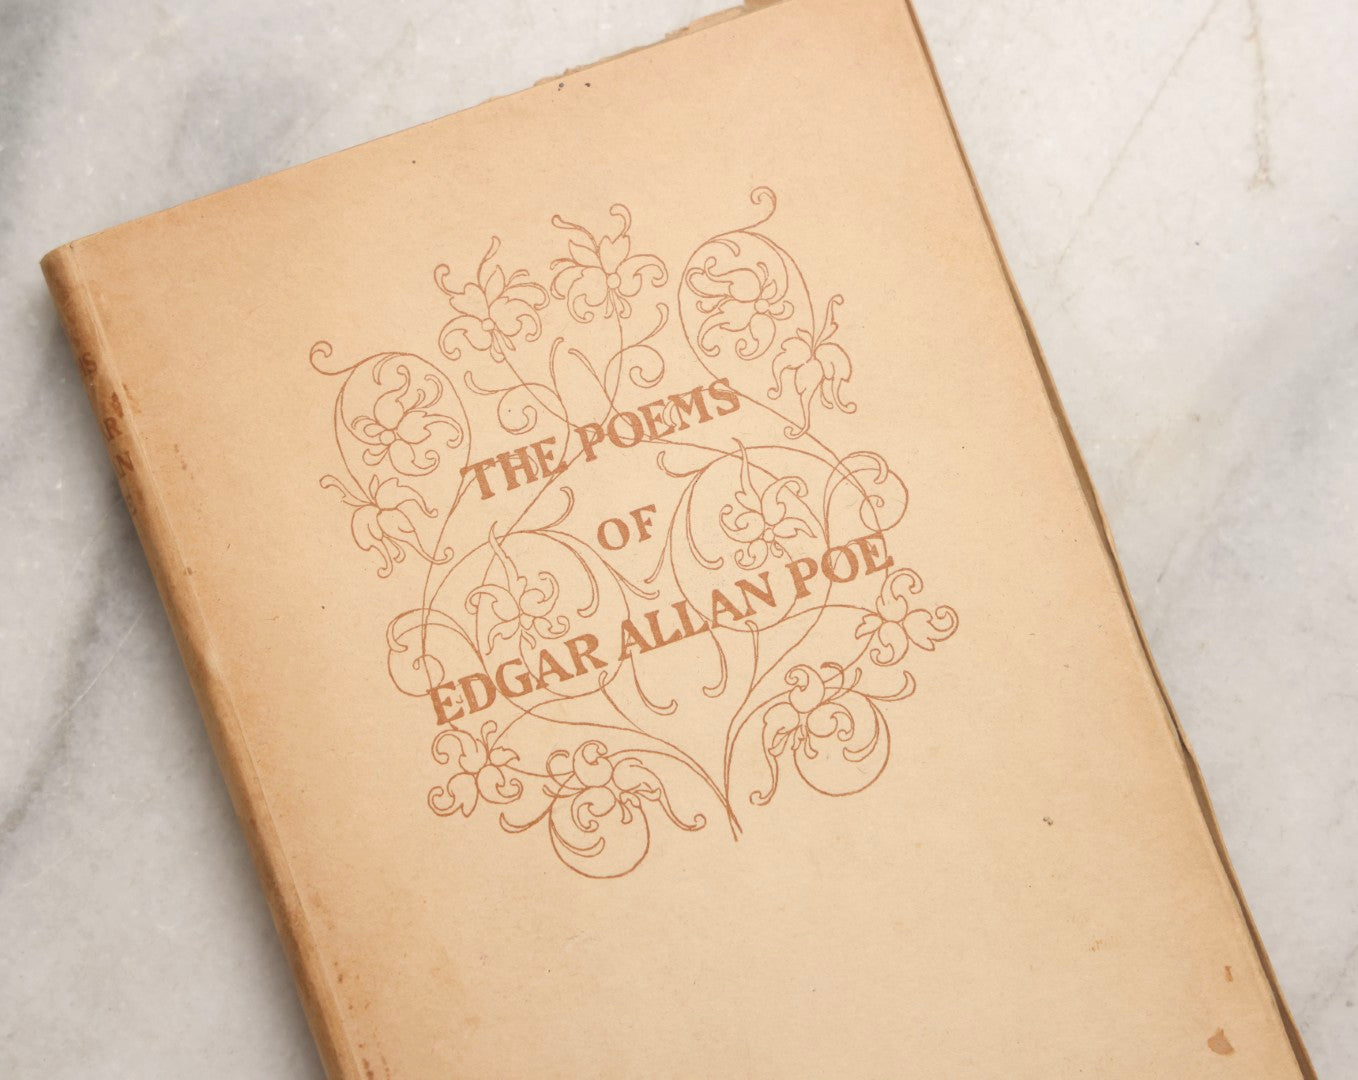 THE POEMS
OF
EDGAR ALLAN POE